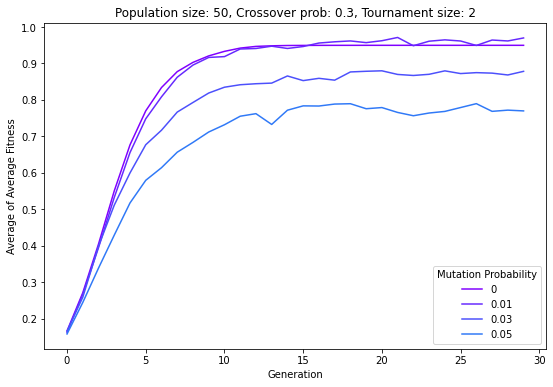 Population size: 50, Crossover prob: 0.3, Tournament size: 2
Average of Average Fitness
1.0
0.9
0.8
0.7
0.6
0.5
0.4
0.3
0.2
Mutation Probability
0
0.01
0.03
0.05
0 5 10 15 20 25 30
Generation